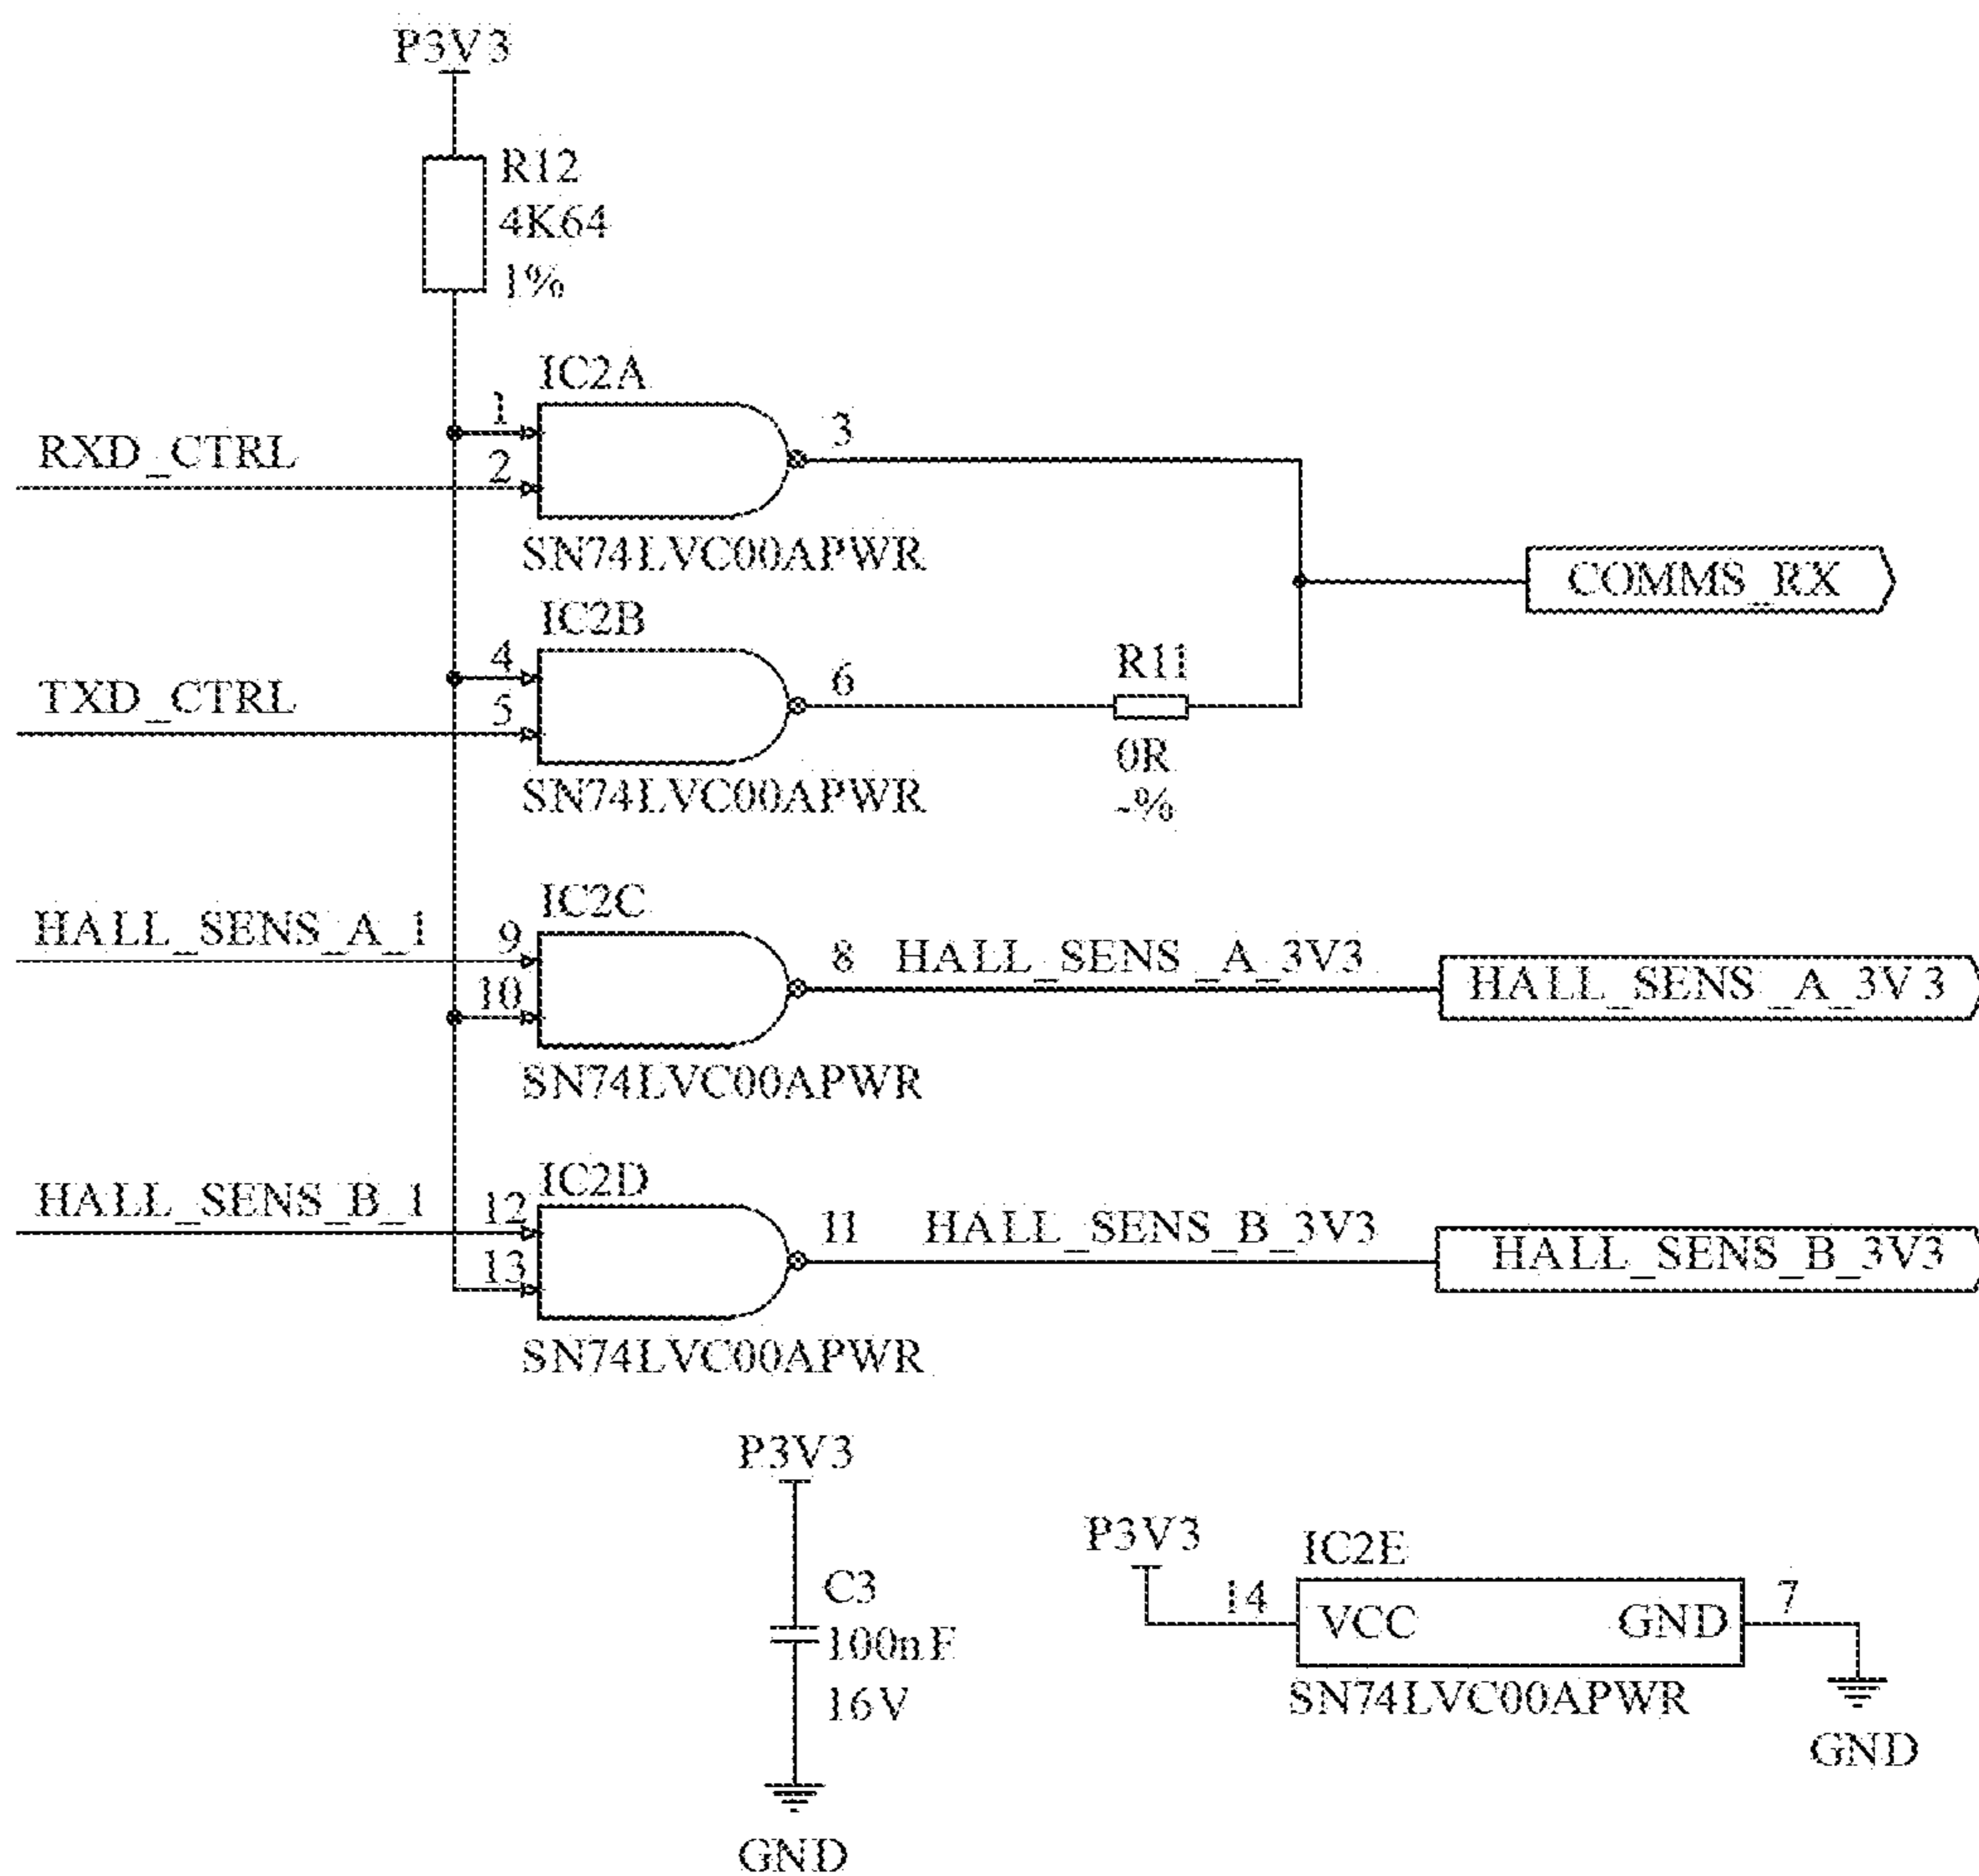 P3V3
R12
4K64
1%
IC2A
1
3
RXD_CTRL
2
SN74LVC00APWR
COMMS_RX
IC2B
4
6
R11
TXD_CTRL
5
0R
-%
SN74LVC00APWR
IC2C
HALL_SENS_A_1
9
8
HALL_SENS_A_3V3
HALL_SENS_A_3V3
10
SN74LVC00APWR
IC2D
HALL_SENS_B_1
12
11
HALL_SENS_B_3V3
HALL_SENS_B_3V3
13
SN74LVC00APWR
P3V3
C3
100nF
16V
GND
P3V3
IC2E
14
VCC
GND
7
SN74LVC00APWR
GND